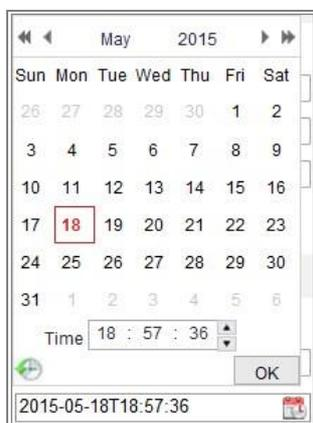 May 2015
Sun Mon Tue Wed Thu Fri Sat
26 27 28 29 30 1 2
3 4 5 6 7 8 9
10 11 12 13 14 15 16
17 18 19 20 21 22 23
24 25 26 27 28 29 30
31 1 2 3 4 5 6
Time 18 : 57 : 36
OK
2015-05-18T18:57:36